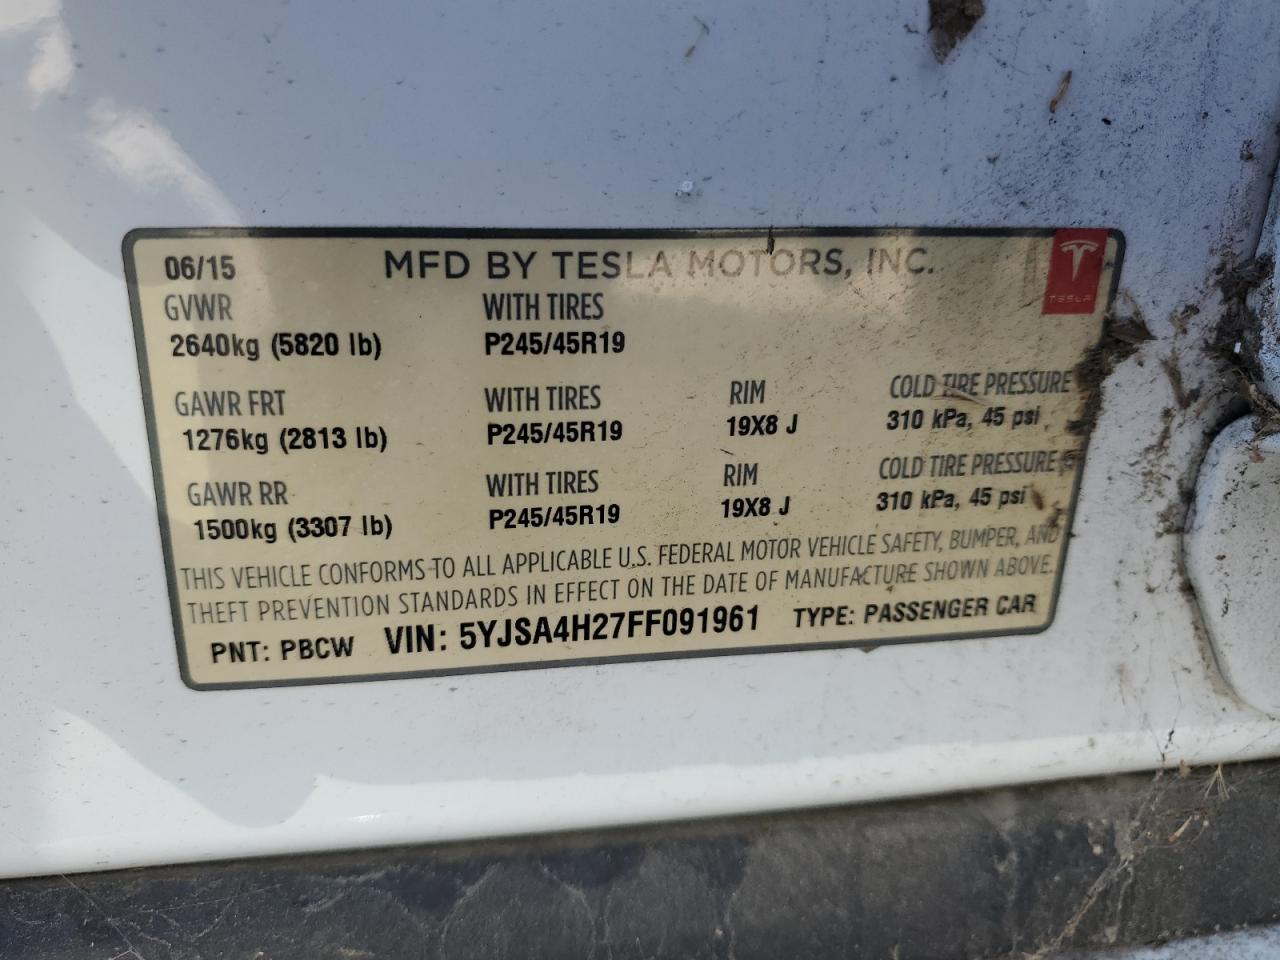 06/15 MFD BY TESLA MOTORS, INC.
TESLA
GVWR WITH TIRES
2640kg (5820 lb) P245/45R19
GAWR FRT WITH TIRES RIM COLD TIRE PRESSURE
1276kg (2813 lb) P245/45R19 19X8 J 310 kPa, 45 psi
GAWR RR WITH TIRES RIM COLD TIRE PRESSURE
1500kg (3307 lb) P245/45R19 19X8 J 310 kPa, 45 psi
THIS VEHICLE CONFORMS TO ALL APPLICABLE U.S. FEDERAL MOTOR VEHICLE SAFETY, BUMPER, AND
THEFT PREVENTION STANDARDS IN EFFECT ON THE DATE OF MANUFACTURE SHOWN ABOVE.
PNT: PBCW VIN: 5YJSA4H27FF091961 TYPE: PASSENGER CAR